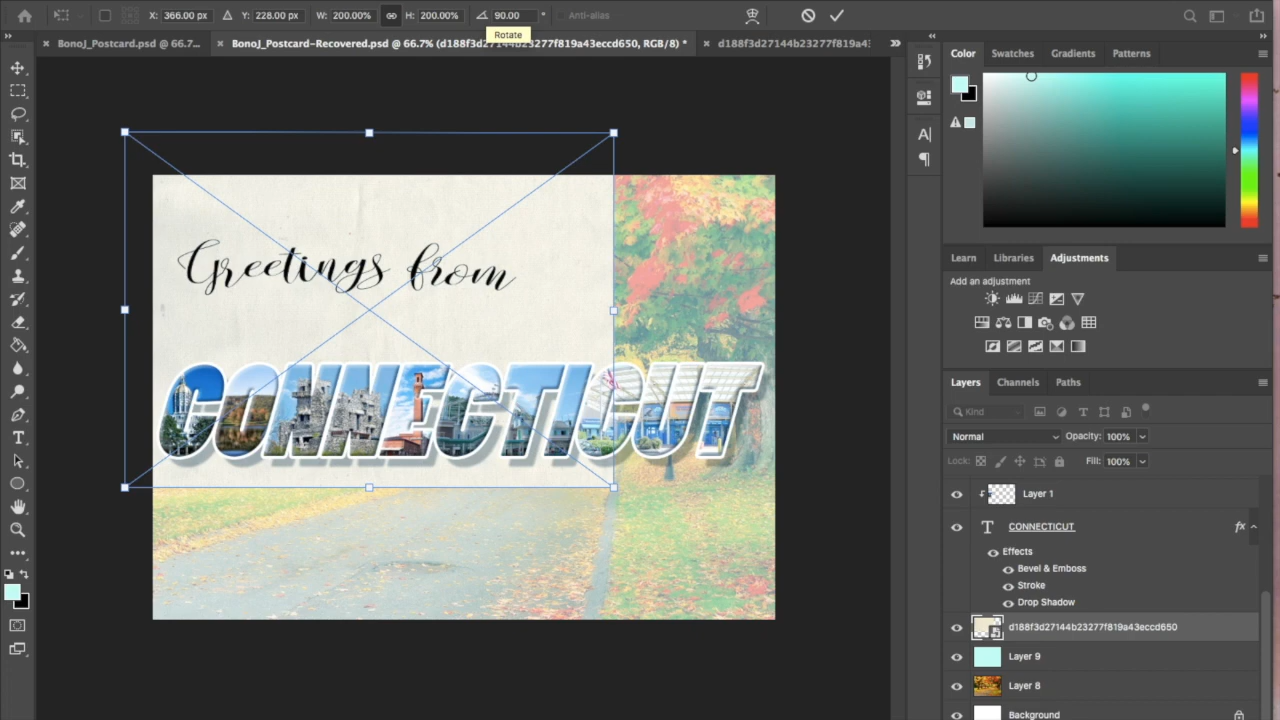 X: 366.00 px Y: 228.00 px W: 200.00% H: 200.00% 90.00 ° Anti-alias
Rotate
× BonoJ_Postcard.psd @ 66.7... × BonoJ_Postcard-Recovered.psd @ 66.7% (d188f3d27144b23277f819a43eccd650, RGB/8) * × d188f3d27144b23277f819a4
Color Swatches Gradients Patterns
Greetings from
CONNECTICUT
Learn Libraries Adjustments
Add an adjustment
Layers Channels Paths
Kind
Normal Opacity: 100%
Lock: Fill: 100%
Layer 1
T CONNECTICUT fx
Effects
Bevel & Emboss
Stroke
Drop Shadow
d188f3d27144b23277f819a43eccd650
Layer 9
Layer 8
Background